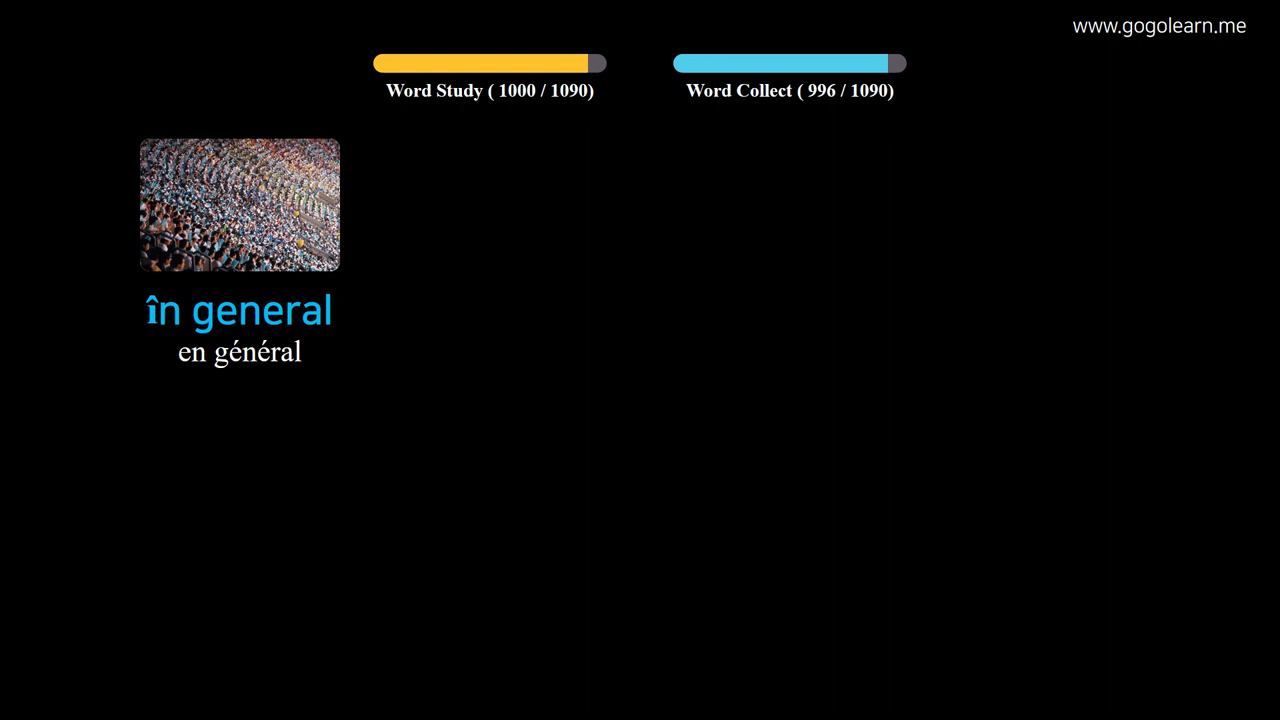 www.gogolearn.me
Word Study ( 1000 / 1090)
Word Collect ( 996 / 1090)
în general
en général